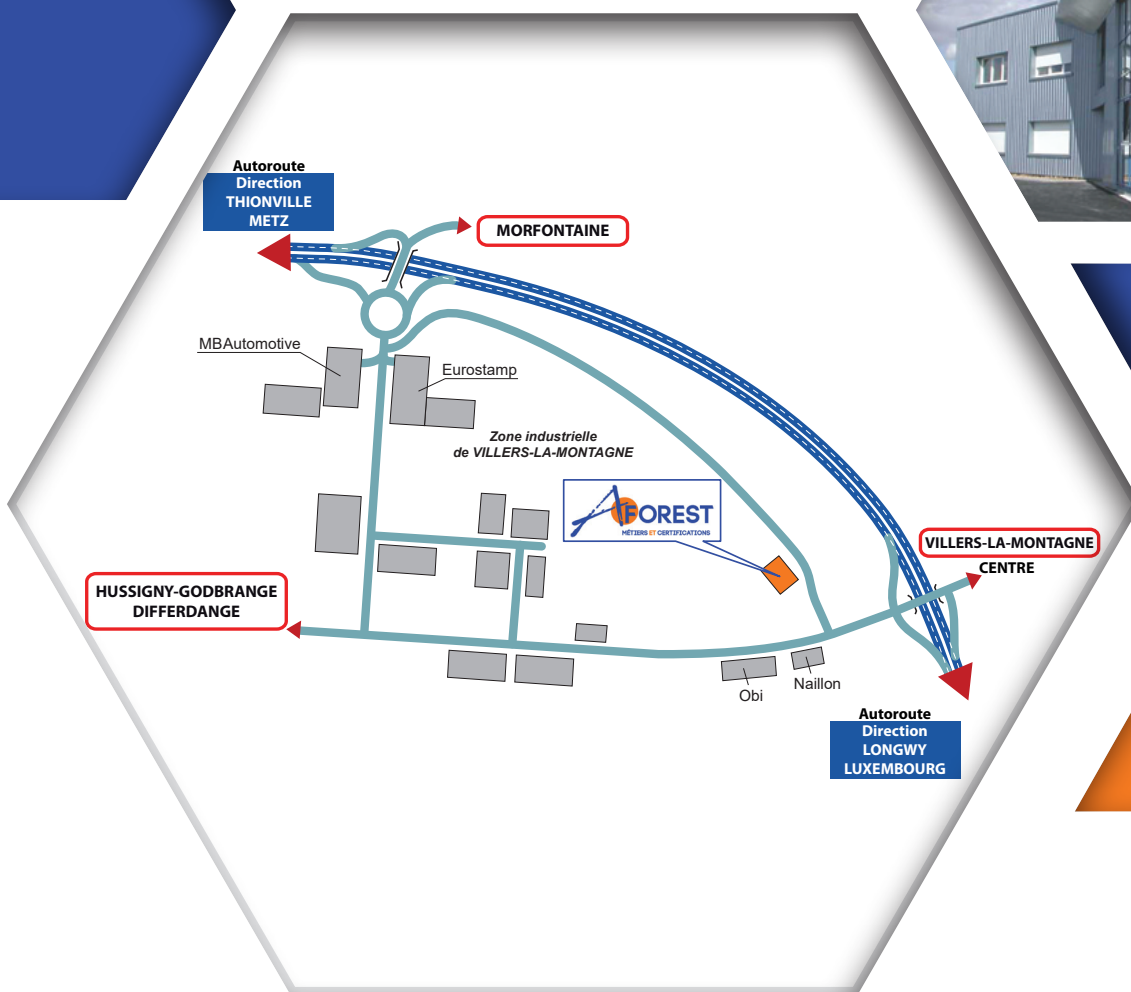 Autoroute
Direction
THIONVILLE
METZ
MORFONTAINE
MBAutomotive
Eurostamp
Zone industrielle
de VILLERS-LA-MONTAGNE
AFOREST
MÉTIERS ET CERTIFICATIONS
VILLERS-LA-MONTAGNE
CENTRE
HUSSIGNY-GODBRANGE
DIFFERDANGE
Obi
Naillon
Autoroute
Direction
LONGWY
LUXEMBOURG